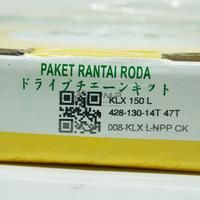 PAKET RANTAI RODA
ドライブチェーンキット
KLX 150 L
428-130-14T 47T
008-KLX L-NPP CK